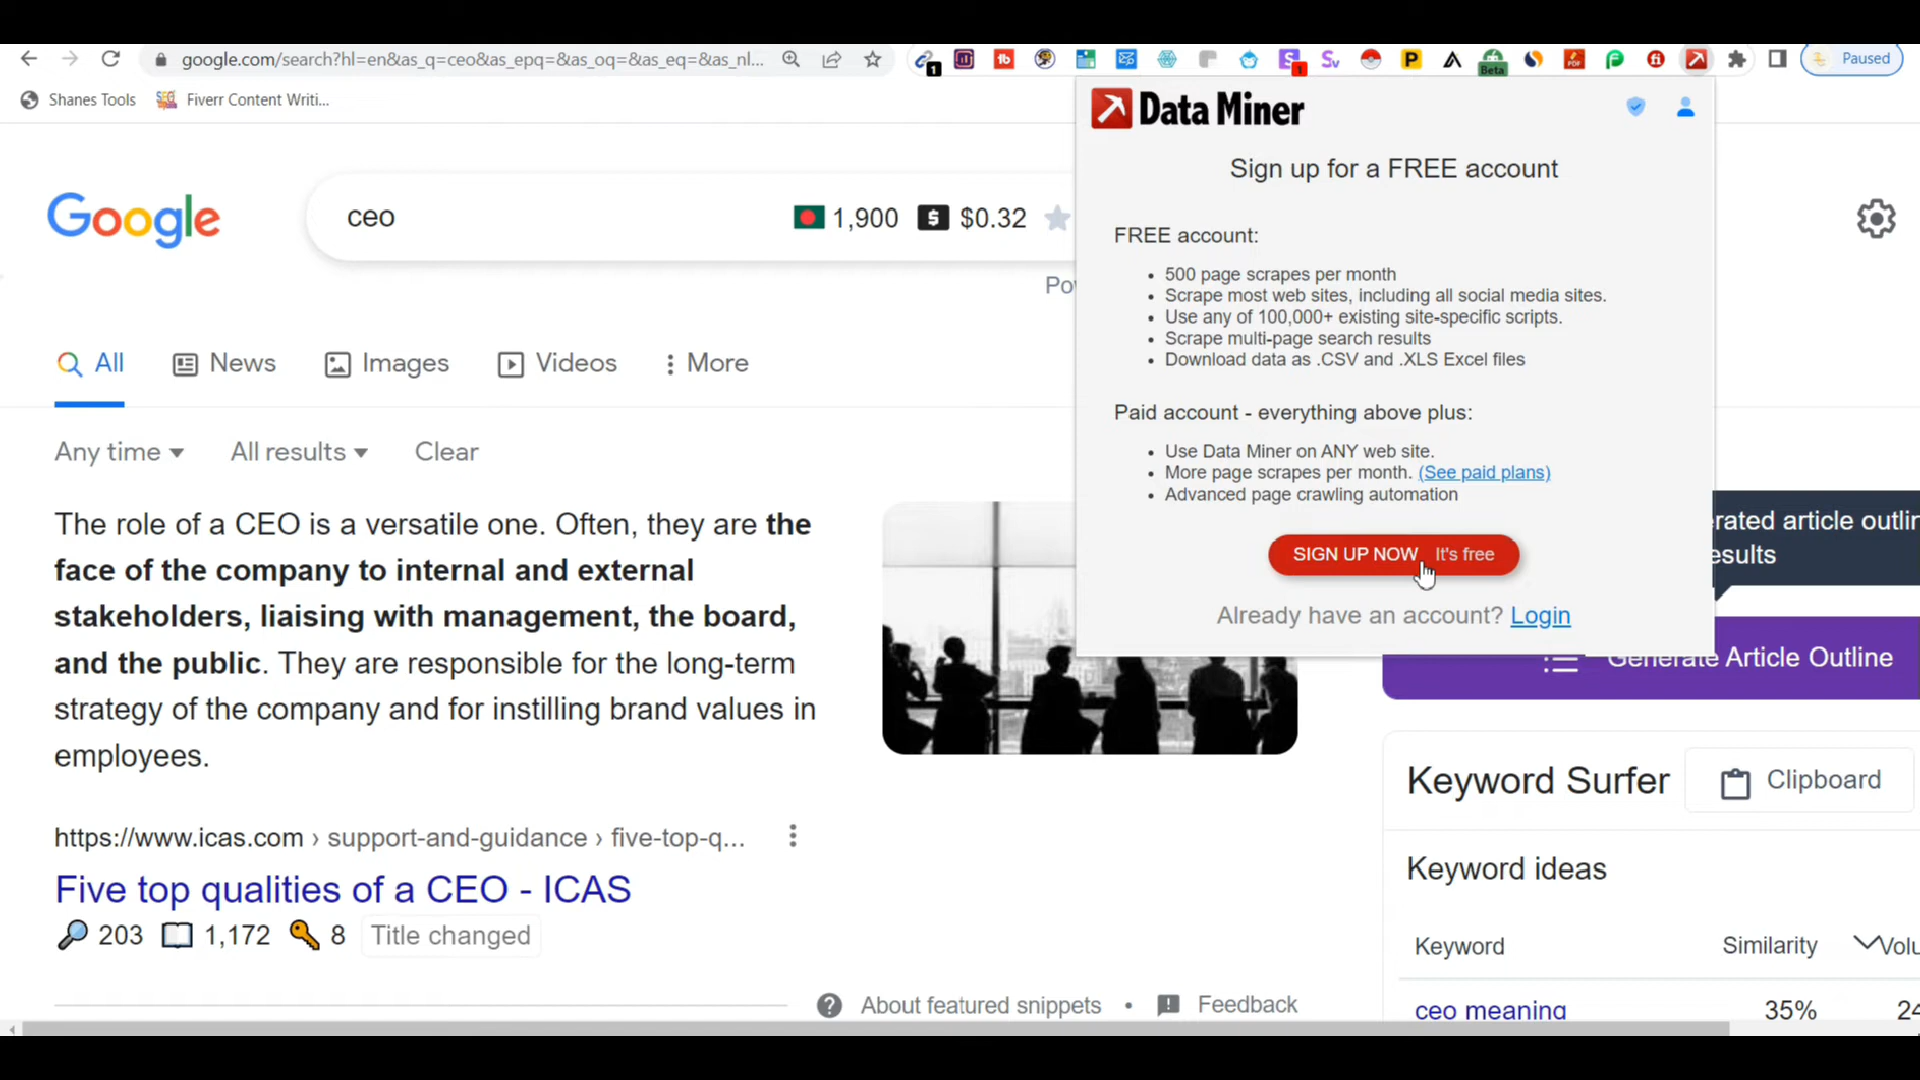 google.com/search?hl=en&as_q=ceo&as_epq=&as_oq=&as_eq=&as_nl...
1
1
Beta
Paused
Shanes Tools
Fiverr Content Writi...
Data Miner
Sign up for a FREE account
FREE account:
• 500 page scrapes per month
• Scrape most web sites, including all social media sites.
• Use any of 100,000+ existing site-specific scripts.
• Scrape multi-page search results
• Download data as .CSV and .XLS Excel files
Paid account - everything above plus:
• Use Data Miner on ANY web site.
• More page scrapes per month. (See paid plans)
• Advanced page crawling automation
SIGN UP NOW It's free
Already have an account? Login
Google
ceo
1,900
$0.32
All
News
Images
Videos
More
Any time
All results
Clear
The role of a CEO is a versatile one. Often, they are the
face of the company to internal and external
stakeholders, liaising with management, the board,
and the public. They are responsible for the long-term
strategy of the company and for instilling brand values in
employees.
https://www.icas.com › support-and-guidance › five-top-q...
Five top qualities of a CEO - ICAS
203
1,172
8
Title changed
About featured snippets • Feedback
Generate Article Outline
Keyword Surfer
Clipboard
Keyword ideas
Keyword
Similarity
ceo meaning
35%